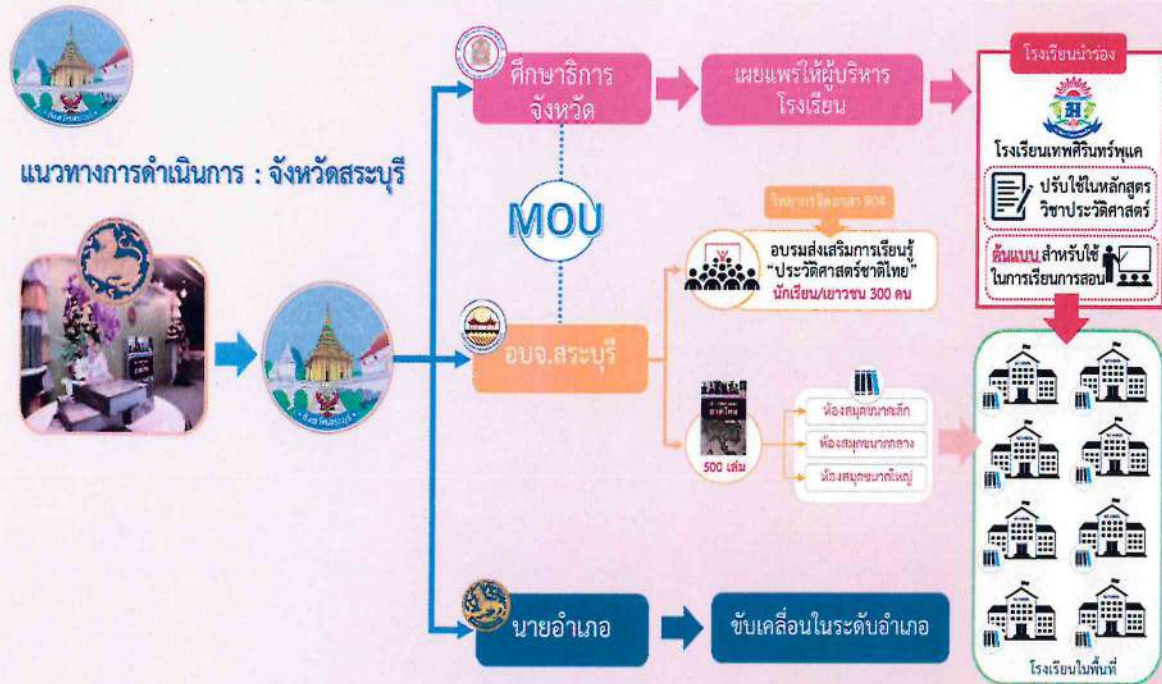 แนวทางการดำเนินการ : จังหวัดสระบุรี
ศึกษาธิการ
จังหวัด
เผยแพร่ให้ผู้บริหาร
โรงเรียน
โรงเรียนนำร่อง
โรงเรียนเทพศิรินทร์พุแค
ปรับใช้ในหลักสูตร
วิชาประวัติศาสตร์
ต้นแบบ สำหรับใช้
ในการเรียนการสอน
MOU
วิทยากรจิตอาสา 904
อบรมส่งเสริมการเรียนรู้
"ประวัติศาสตร์ชาติไทย"
นักเรียน/เยาวชน 300 คน
อบจ.สระบุรี
500 เล่ม
ห้องสมุดขนาดเล็ก
ห้องสมุดขนาดกลาง
ห้องสมุดขนาดใหญ่
นายอำเภอ
ขับเคลื่อนในระดับอำเภอ
โรงเรียนในพื้นที่